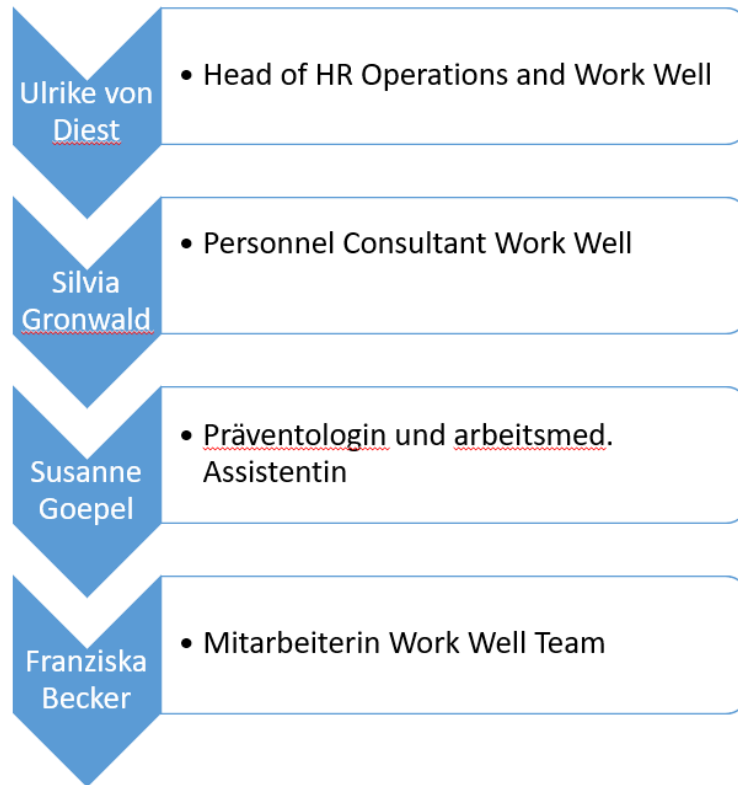 Ulrike von
Diest
• Head of HR Operations and Work Well
Silvia
Gronwald
• Personnel Consultant Work Well
Susanne
Goepel
• Präventologin und arbeitsmed.
Assistentin
Franziska
Becker
• Mitarbeiterin Work Well Team